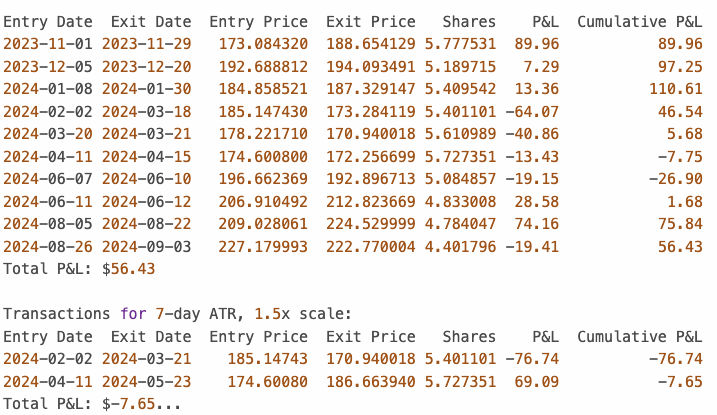 Entry Date  Exit Date  Entry Price  Exit Price   Shares    P&L  Cumulative P&L
2023-11-01 2023-11-29   173.084320  188.654129 5.777531  89.96           89.96
2023-12-05 2023-12-20   192.688812  194.093491 5.189715   7.29           97.25
2024-01-08 2024-01-30   184.858521  187.329147 5.409542  13.36          110.61
2024-02-02 2024-03-18   185.147430  173.284119 5.401101 -64.07           46.54
2024-03-20 2024-03-21   178.221710  170.940018 5.610989 -40.86            5.68
2024-04-11 2024-04-15   174.600800  172.256699 5.727351 -13.43           -7.75
2024-06-07 2024-06-10   196.662369  192.896713 5.084857 -19.15          -26.90
2024-06-11 2024-06-12   206.910492  212.823669 4.833008  28.58            1.68
2024-08-05 2024-08-22   209.028061  224.529999 4.784047  74.16           75.84
2024-08-26 2024-09-03   227.179993  222.770004 4.401796 -19.41           56.43
Total P&L: $56.43
Transactions for 7-day ATR, 1.5x scale:
Entry Date  Exit Date  Entry Price  Exit Price   Shares    P&L  Cumulative P&L
2024-02-02 2024-03-21    185.14743  170.940018 5.401101 -76.74          -76.74
2024-04-11 2024-05-23    174.60080  186.663940 5.727351  69.09           -7.65
Total P&L: $-7.65...